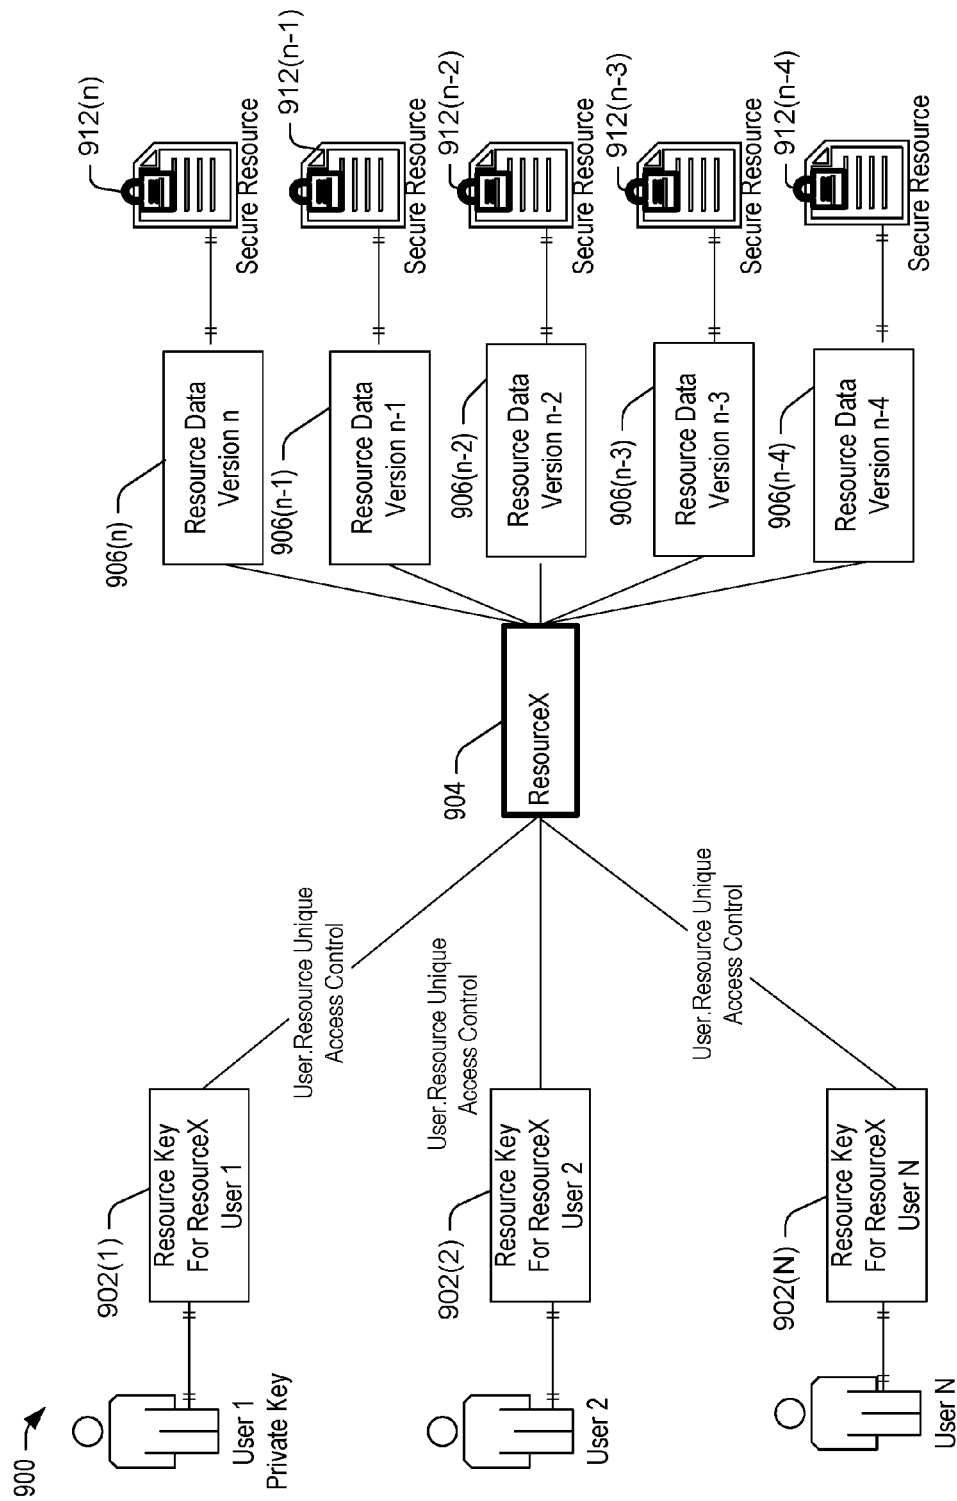 900
User 1
Private Key
902(1)
Resource Key
For ResourceX
User 1
User.Resource Unique
Access Control
User 2
902(2)
Resource Key
For ResourceX
User 2
User.Resource Unique
Access Control
User N
902(N)
Resource Key
For ResourceX
User N
User.Resource Unique
Access Control
904
ResourceX
906(n)
Resource Data
Version n
906(n-1)
Resource Data
Version n-1
906(n-2)
Resource Data
Version n-2
906(n-3)
Resource Data
Version n-3
906(n-4)
Resource Data
Version n-4
912(n)
Secure Resource
912(n-1)
Secure Resource
912(n-2)
Secure Resource
912(n-3)
Secure Resource
912(n-4)
Secure Resource